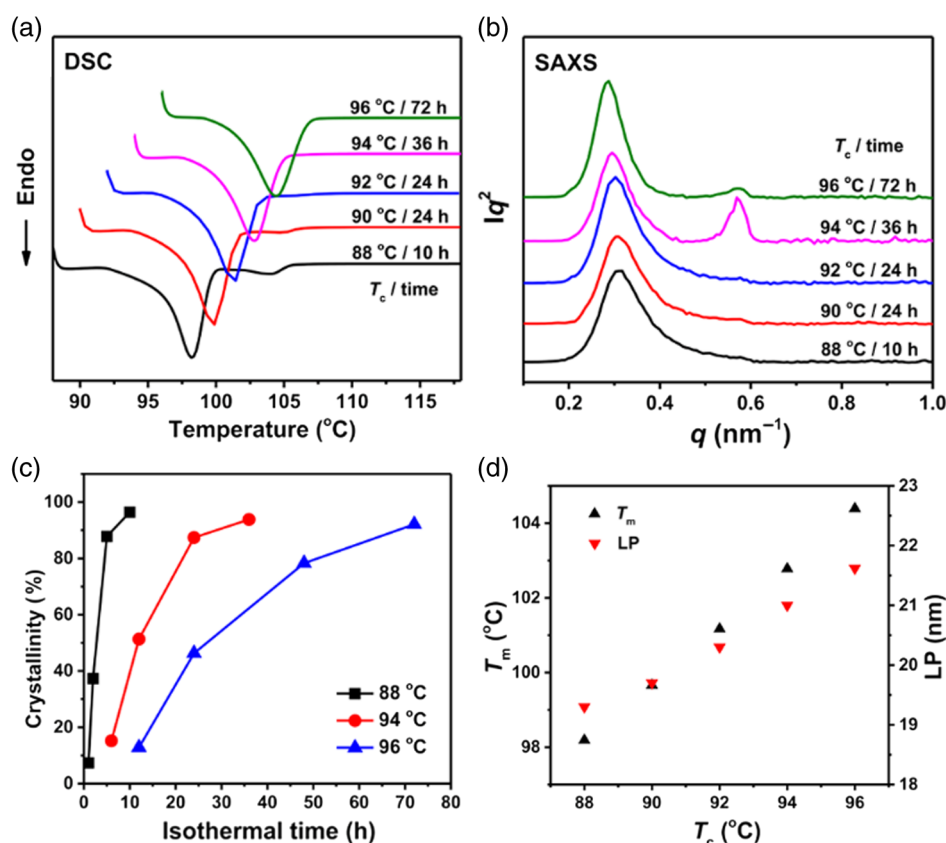 (a)
DSC
96 °C / 72 h
94 °C / 36 h
92 °C / 24 h
90 °C / 24 h
88 °C / 10 h
Tc / time
Endo
90 95 100 105 110 115
Temperature (°C)
(b)
SAXS
Tc / time
96 °C / 72 h
94 °C / 36 h
92 °C / 24 h
90 °C / 24 h
88 °C / 10 h
Iq²
0.2 0.4 0.6 0.8 1.0
q (nm⁻¹)
(c)
100
80
60
40
20
0
Crystallinity (%)
88 °C
94 °C
96 °C
0 10 20 30 40 50 60 70 80
Isothermal time (h)
(d)
104
102
100
98
Tm (°C)
Tm
LP
23
22
21
20
19
18
LP (nm)
88 90 92 94 96
Tc (°C)